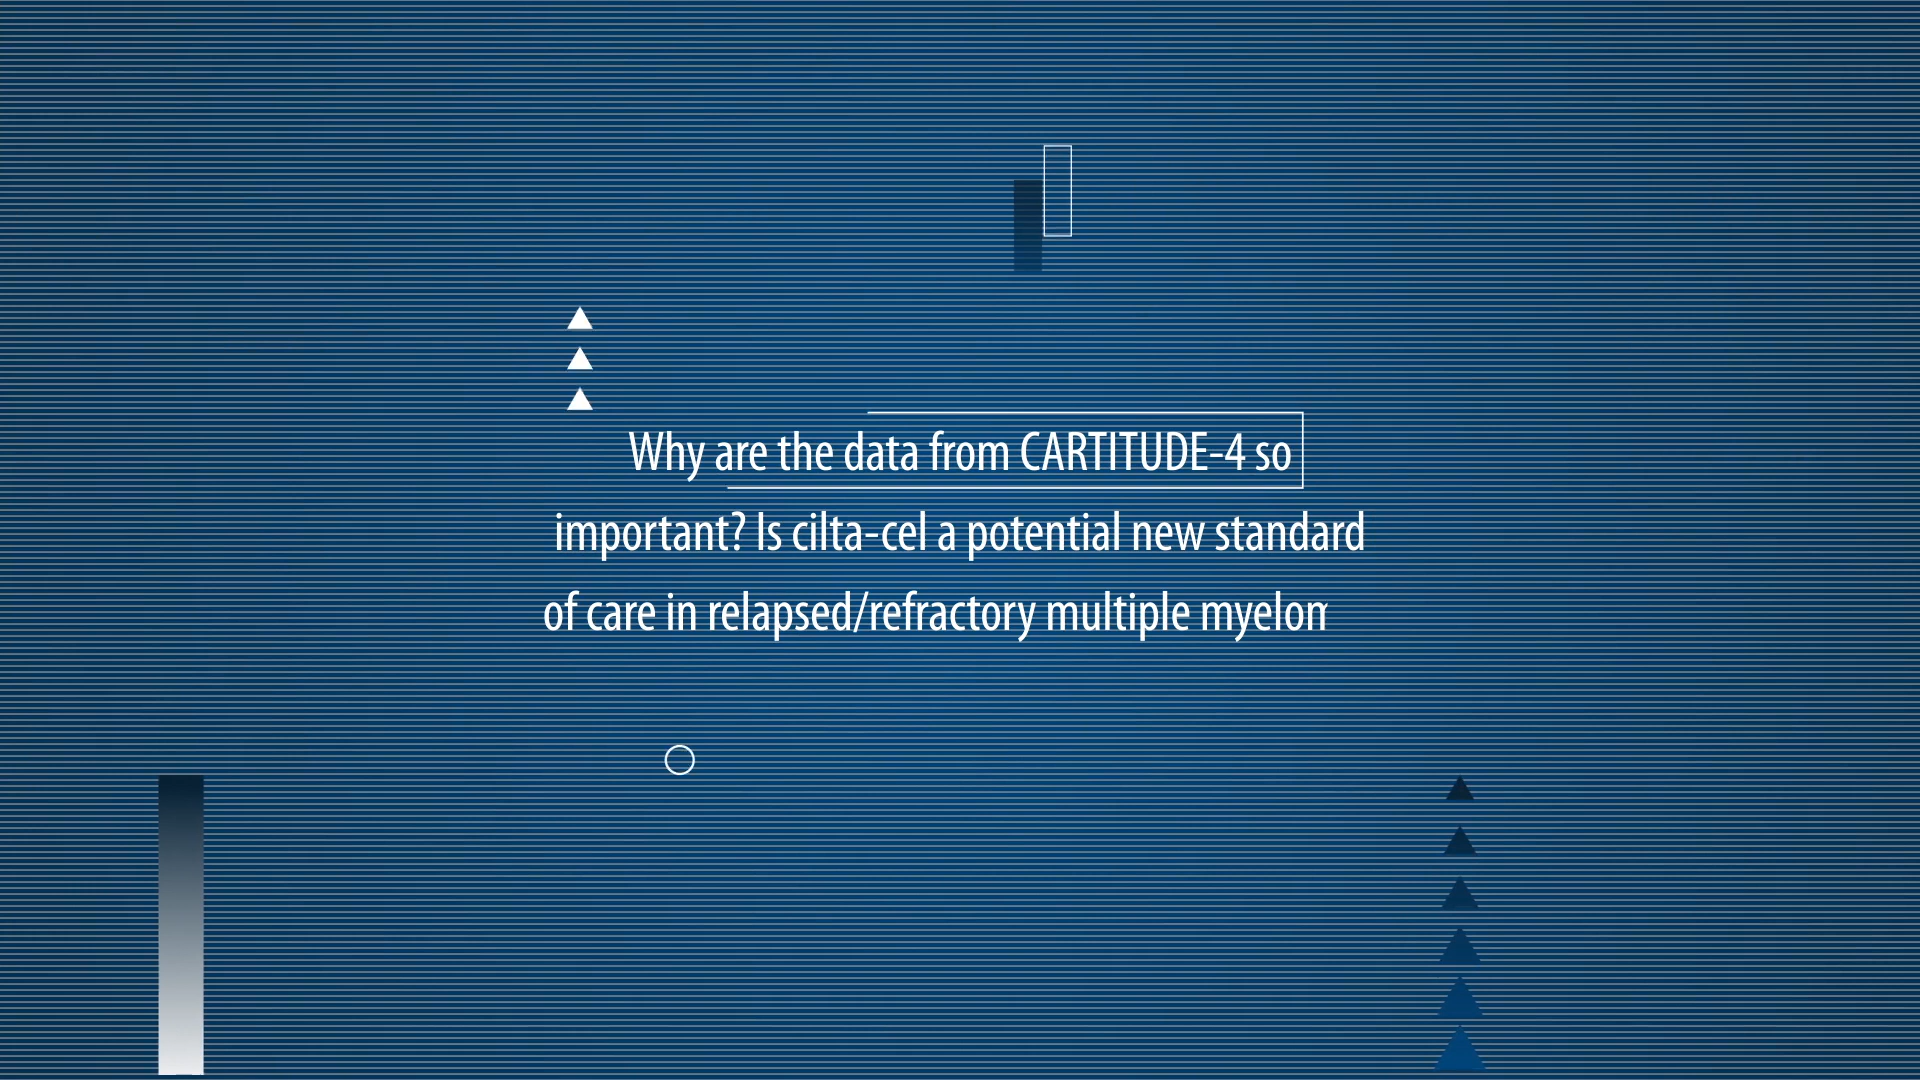 Why are the data from CARTITUDE-4 so
important? Is cilta-cel a potential new standard
of care in relapsed/refractory multiple myelom